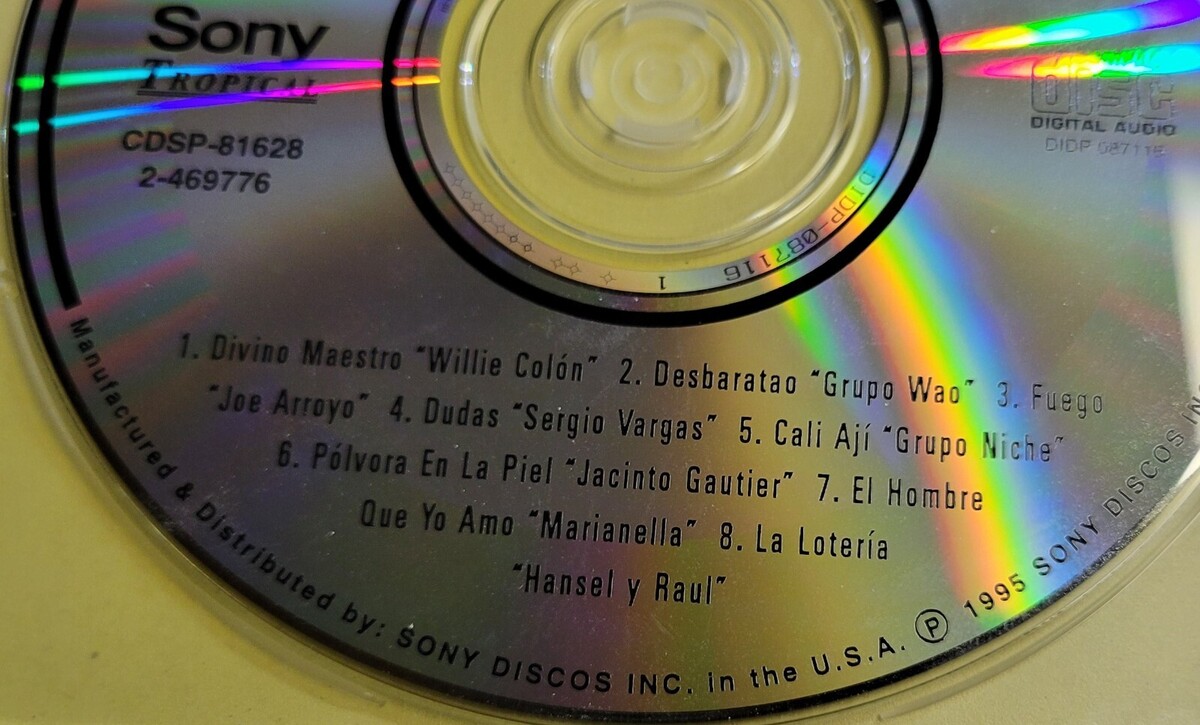 Sony
TROPICAL
CDSP-81628
2-469776
disc
DIGITAL AUDIO
DIDP 087116
DIDP-087116 1
1. Divino Maestro "Willie Colón" 2. Desbaratao "Grupo Wao" 3. Fuego
"Joe Arroyo" 4. Dudas "Sergio Vargas" 5. Cali Ají "Grupo Niche"
6. Pólvora En La Piel "Jacinto Gautier" 7. El Hombre
Que Yo Amo "Marianella" 8. La Lotería
"Hansel y Raul"
Manufactured & Distributed by: SONY DISCOS INC. in the U.S.A. Ⓟ 1995 SONY DISCOS